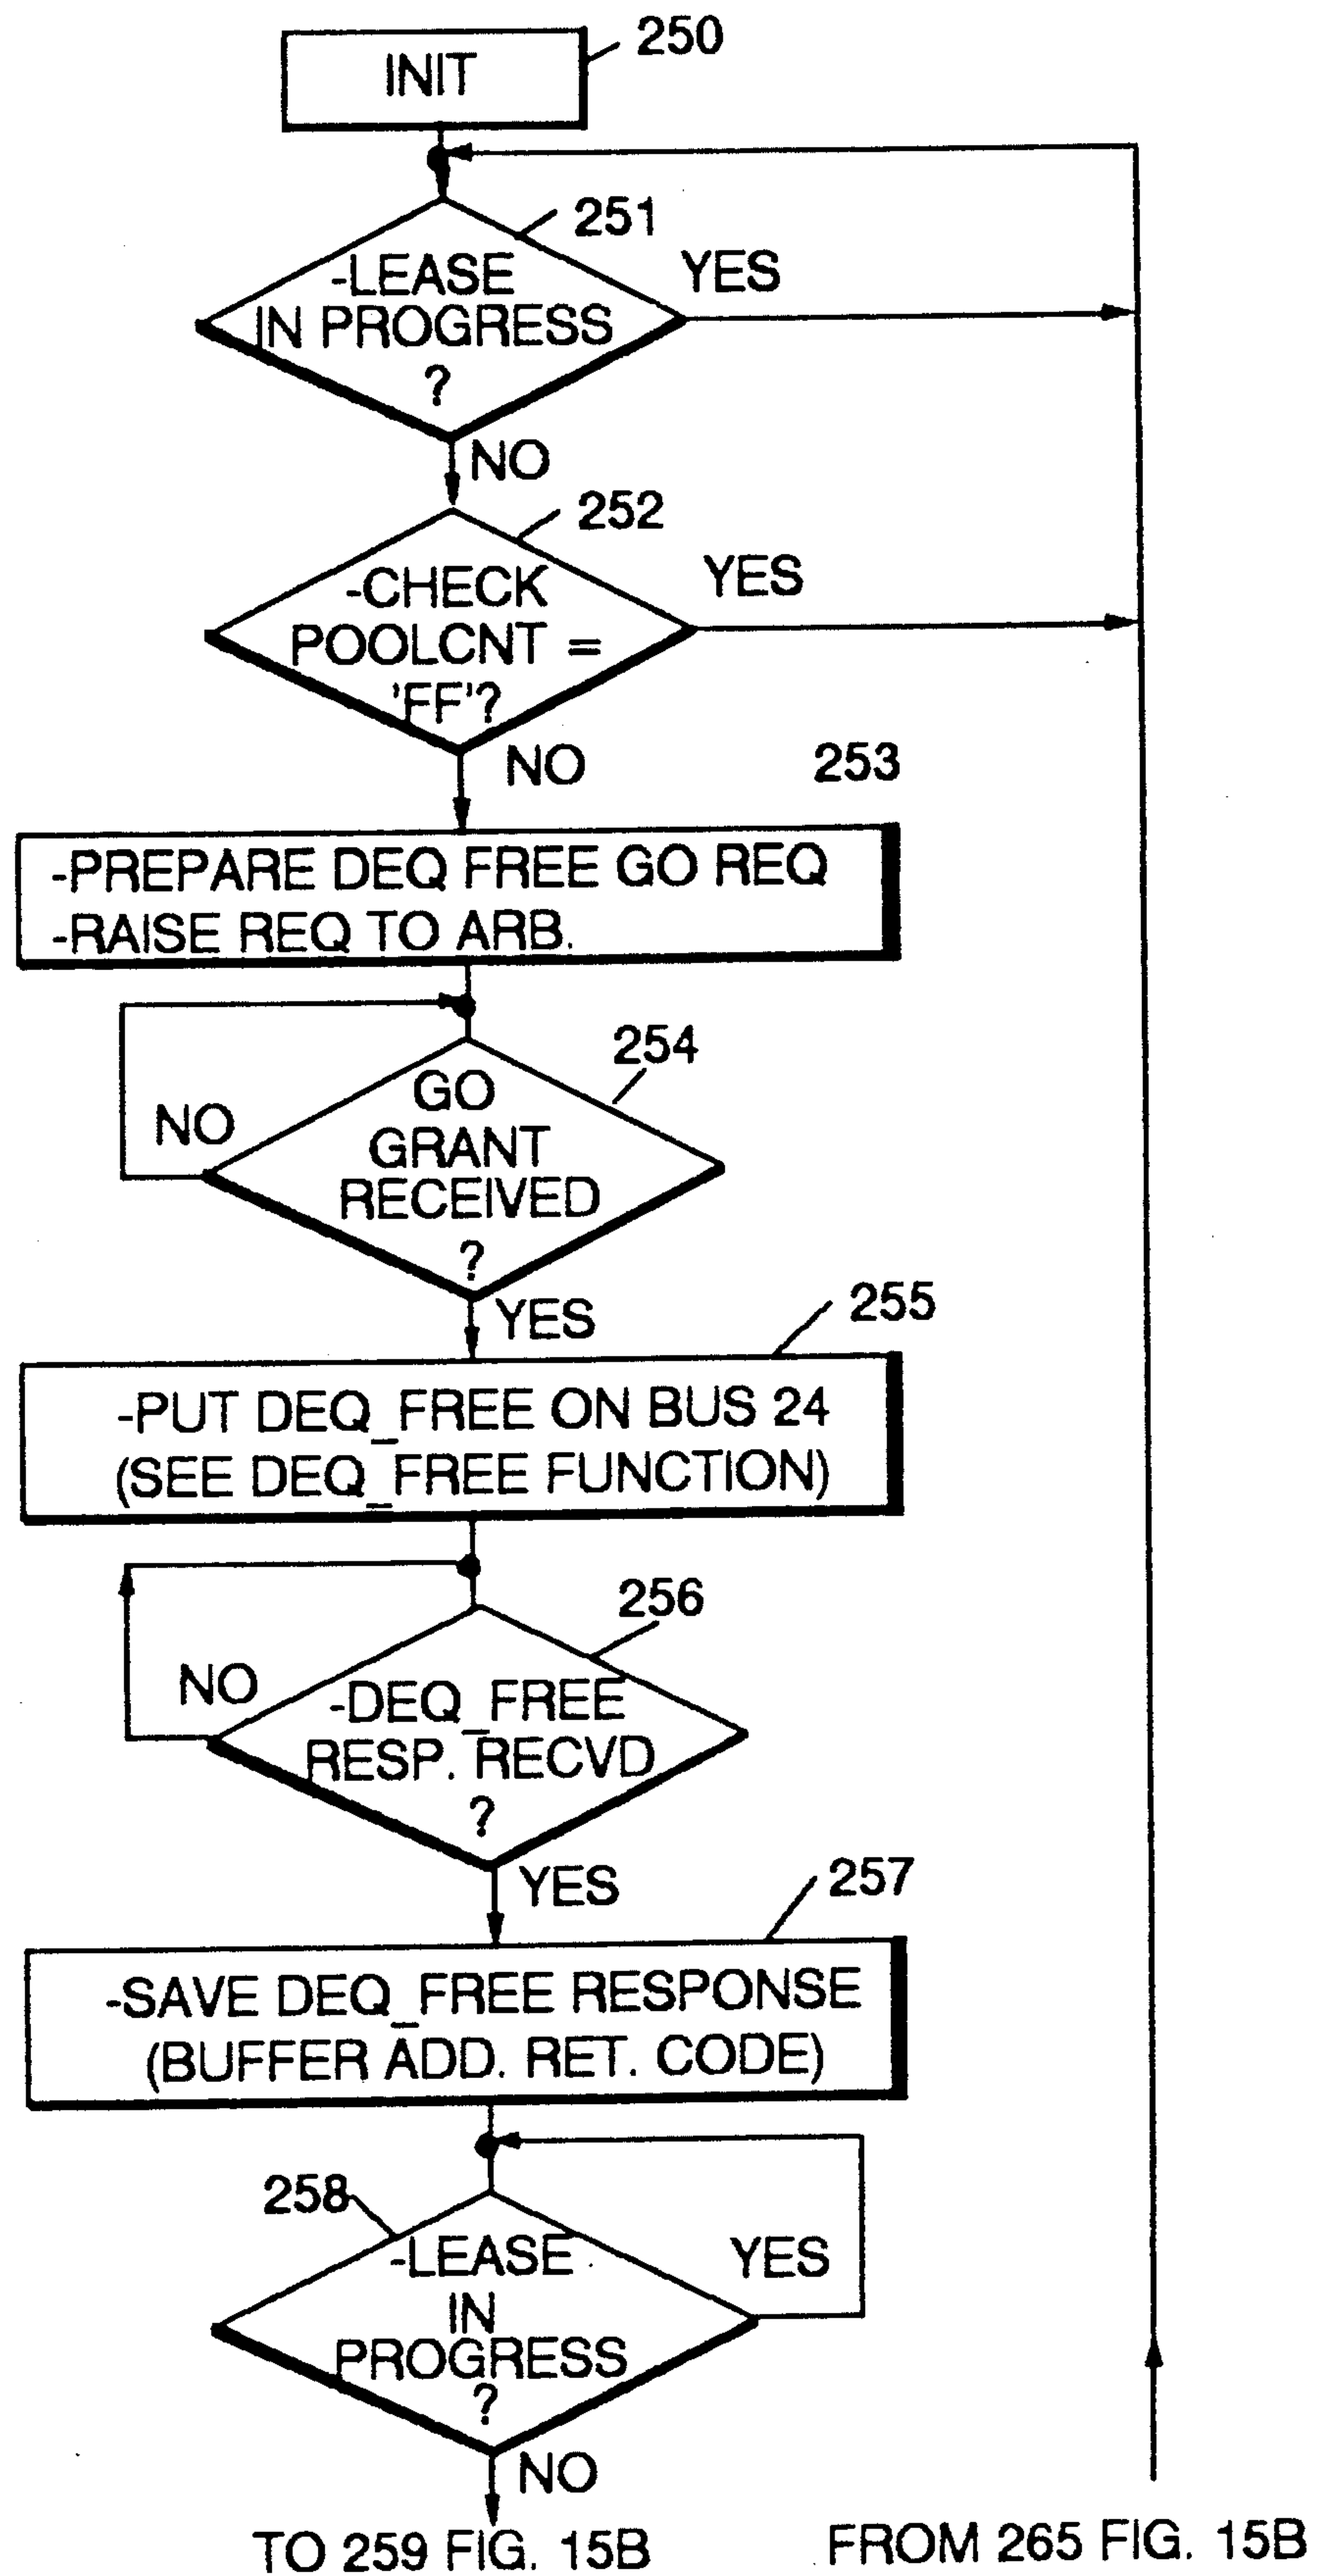 INIT
250
251
-LEASE
IN PROGRESS
?
YES
NO
252
-CHECK
POOLCNT =
'FF'?
YES
NO
253
-PREPARE DEQ FREE GO REQ
-RAISE REQ TO ARB.
254
GO
GRANT
RECEIVED
?
NO
YES
255
-PUT DEQ_FREE ON BUS 24
(SEE DEQ_FREE FUNCTION)
256
-DEQ_FREE
RESP. RECVD
?
NO
YES
257
-SAVE DEQ_FREE RESPONSE
(BUFFER ADD. RET. CODE)
258
-LEASE
IN
PROGRESS
?
YES
NO
TO 259 FIG. 15B
FROM 265 FIG. 15B